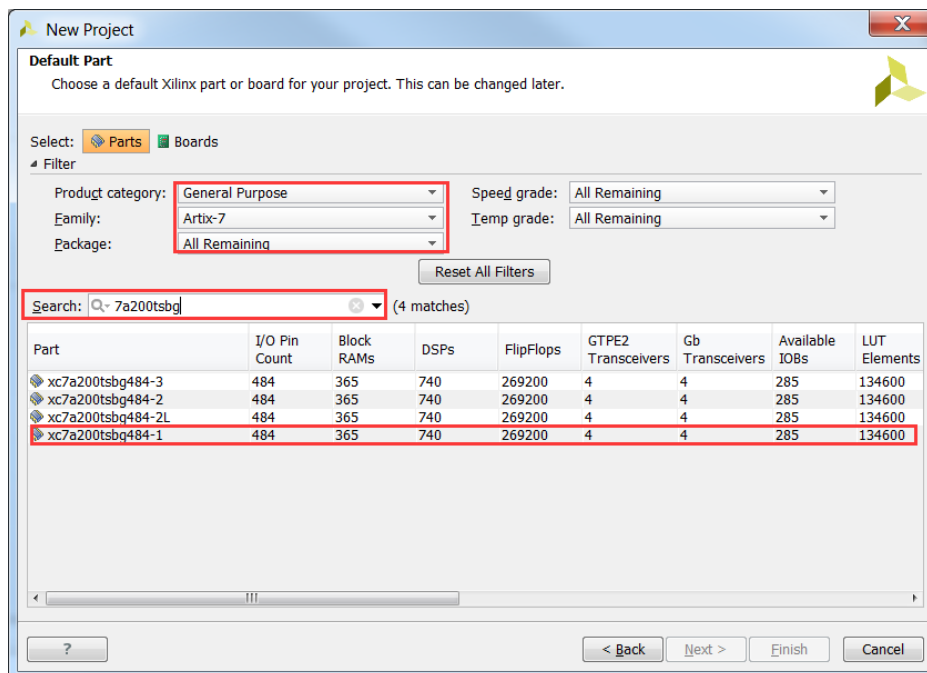 New Project
Default Part
Choose a default Xilinx part or board for your project. This can be changed later.
Select: Parts Boards
Filter
Product category: General Purpose Speed grade: All Remaining
Family: Artix-7 Temp grade: All Remaining
Package: All Remaining
Reset All Filters
Search: 7a200tsbg (4 matches)
Part I/O Pin Count Block RAMs DSPs FlipFlops GTPE2 Transceivers Gb Transceivers Available IOBs LUT Elements
xc7a200tsbg484-3 484 365 740 269200 4 4 285 134600
xc7a200tsbg484-2 484 365 740 269200 4 4 285 134600
xc7a200tsbg484-2L 484 365 740 269200 4 4 285 134600
xc7a200tsbg484-1 484 365 740 269200 4 4 285 134600
? < Back Next > Finish Cancel